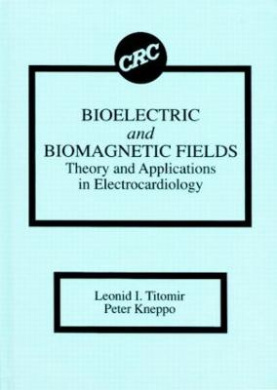 CRC
BIOELECTRIC
and
BIOMAGNETIC FIELDS
Theory and Applications
in Electrocardiology
Leonid I. Titomir
Peter Kneppo